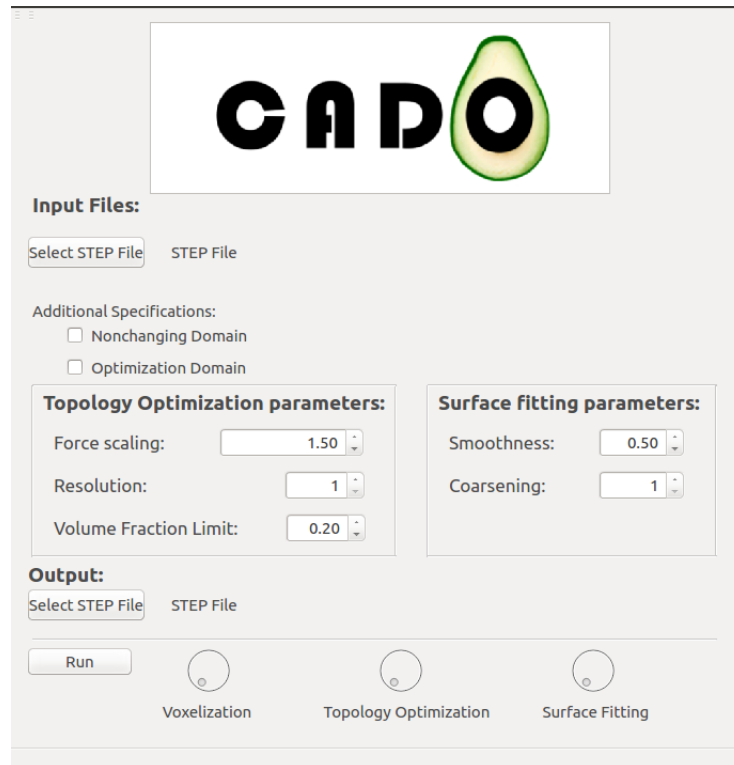 CADO
Input Files:
Select STEP File STEP File
Additional Specifications:
Nonchanging Domain
Optimization Domain
Topology Optimization parameters:
Force scaling: 1.50
Resolution: 1
Volume Fraction Limit: 0.20
Surface fitting parameters:
Smoothness: 0.50
Coarsening: 1
Output:
Select STEP File STEP File
Run
Voxelization Topology Optimization Surface Fitting